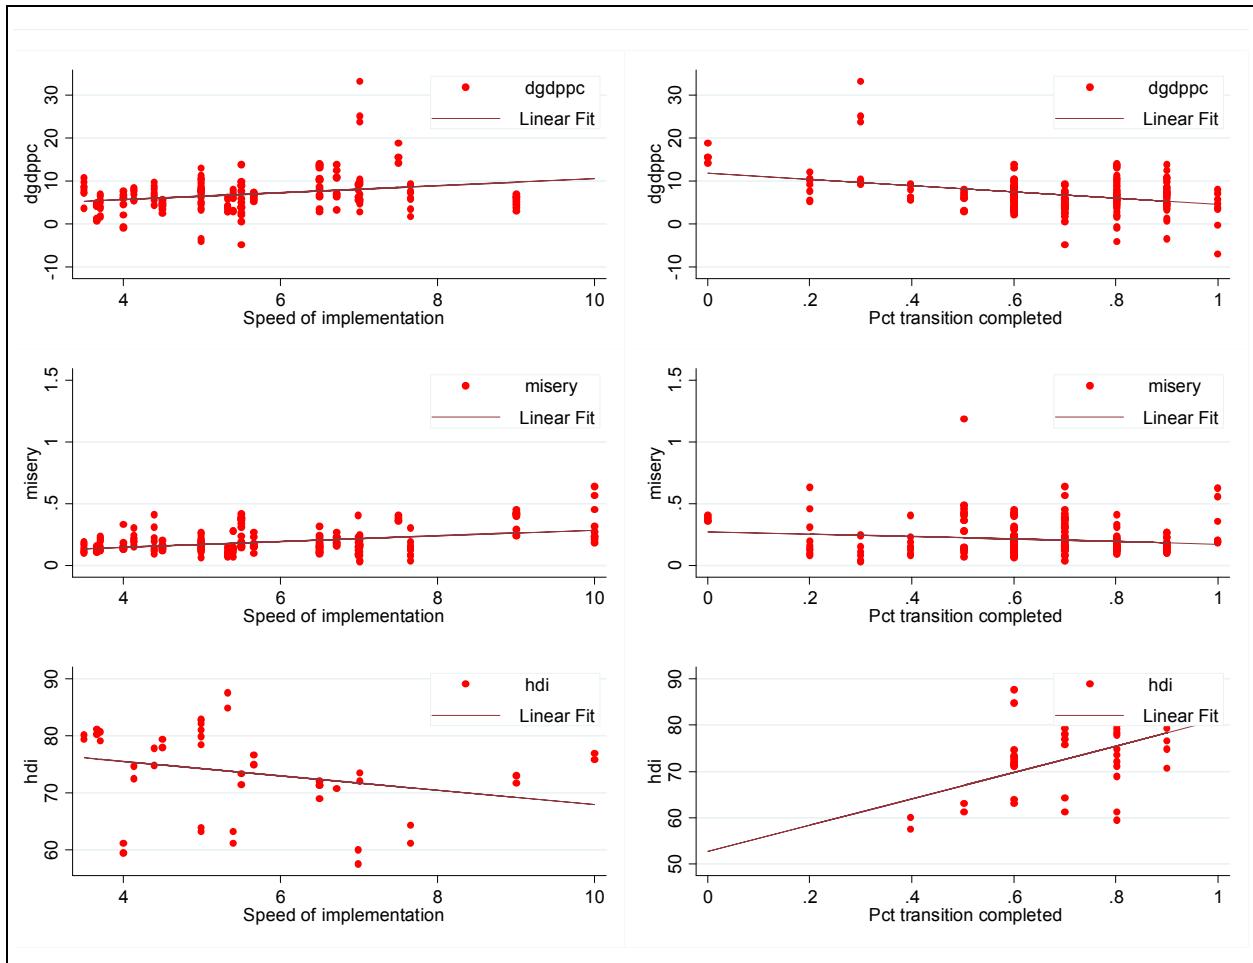 dgdppc
Linear Fit
30
20
10
0
-10
dgdppc
4
6
8
10
Speed of implementation
dgdppc
Linear Fit
30
20
10
0
-10
dgdppc
0
.2
.4
.6
.8
1
Pct transition completed
misery
Linear Fit
1.5
1
.5
0
misery
4
6
8
10
Speed of implementation
misery
Linear Fit
1.5
1
.5
0
misery
0
.2
.4
.6
.8
1
Pct transition completed
hdi
Linear Fit
90
80
70
60
hdi
4
6
8
10
Speed of implementation
hdi
Linear Fit
90
80
70
60
50
hdi
0
.2
.4
.6
.8
1
Pct transition completed